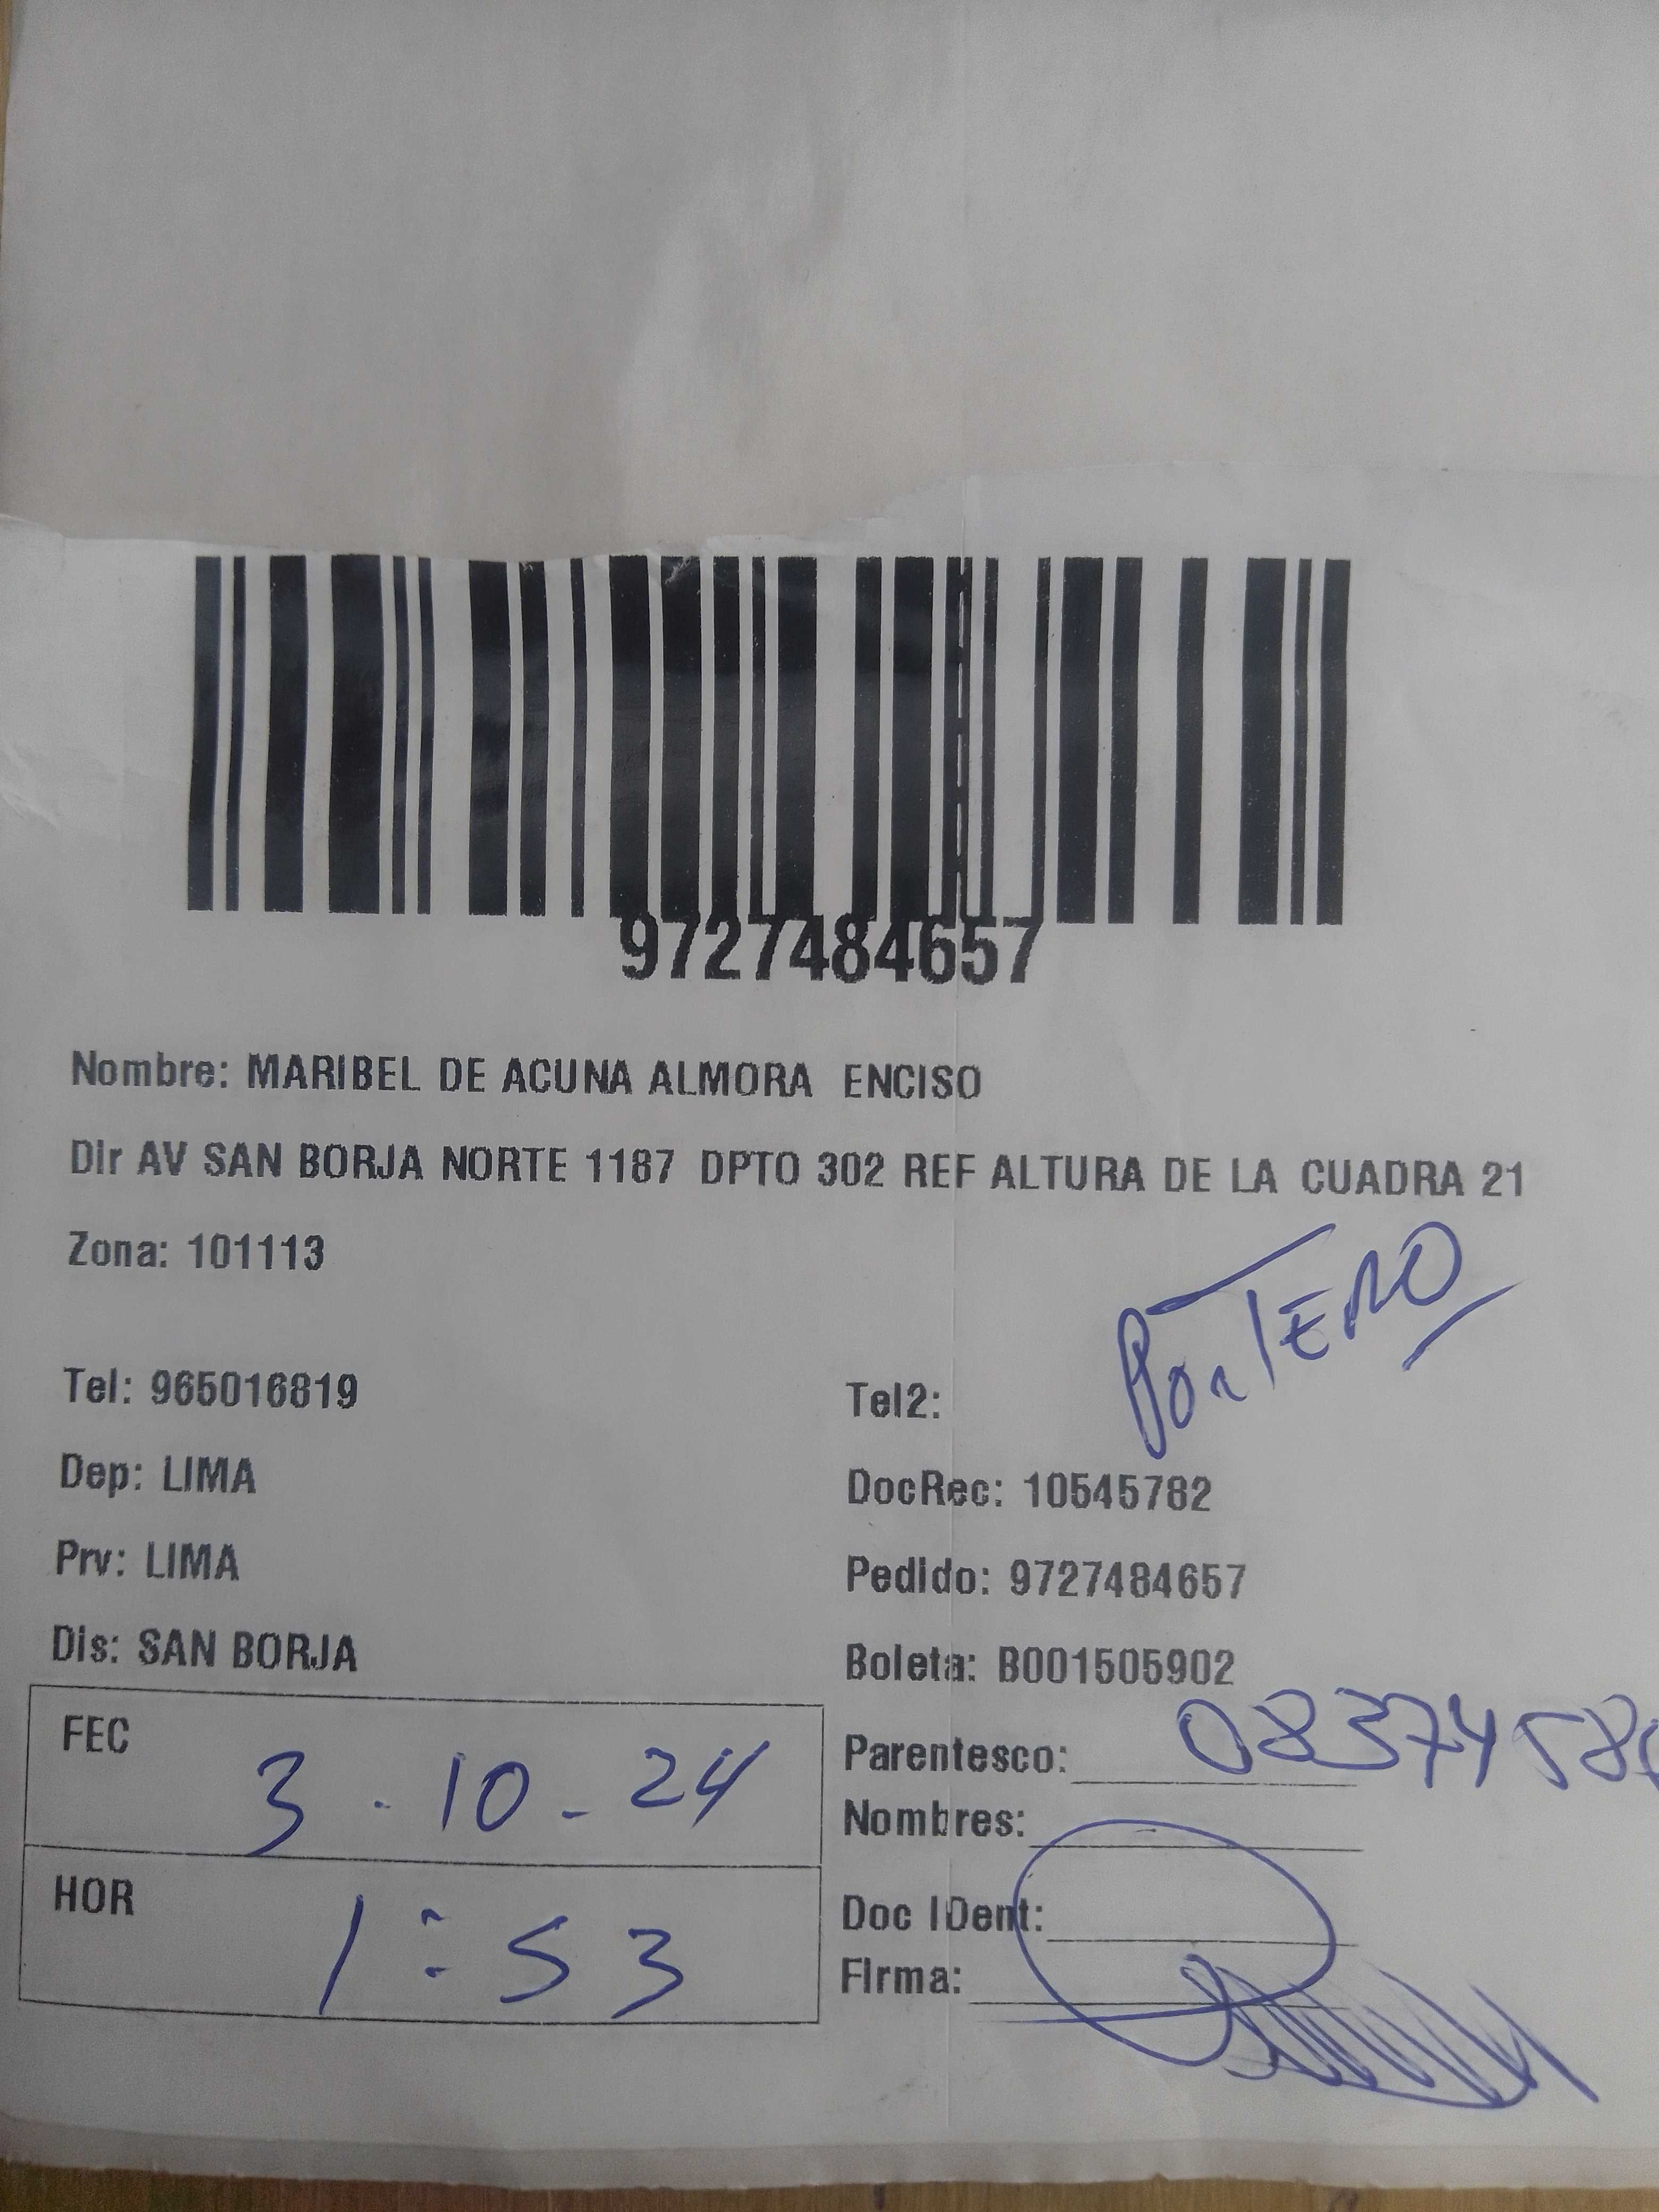 9727484657
Nombre: MARIBEL DE ACUNA ALMORA ENCISO
Dir AV SAN BORJA NORTE 1187 DPTO 302 REF ALTURA DE LA CUADRA 21
Zona: 101113
PORTERO
Tel: 965016819
Tel2:
Dep: LIMA
DocRec: 10545782
Prv: LIMA
Pedido: 9727484657
Dis: SAN BORJA
Boleta: B001505902
FEC 3 . 10 - 24
Parentesco: 
Nombres:
HOR 1:53
Doc IDent:
Firma: